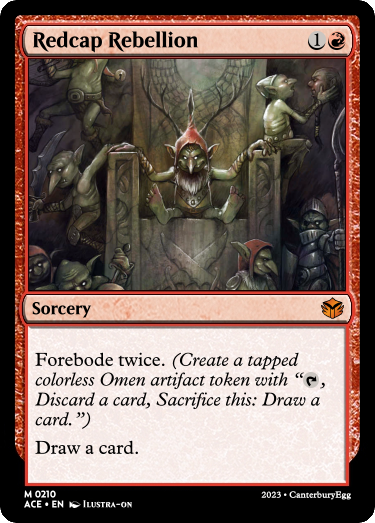 Redcap Rebellion 1
Sorcery
Forebode twice. (Create a tapped
colorless Omen artifact token with “,
Discard a card, Sacrifice this: Draw a
card.”)
Draw a card.
M 0210
ACE • EN Ilustra-on
2023 • CanterburyEgg